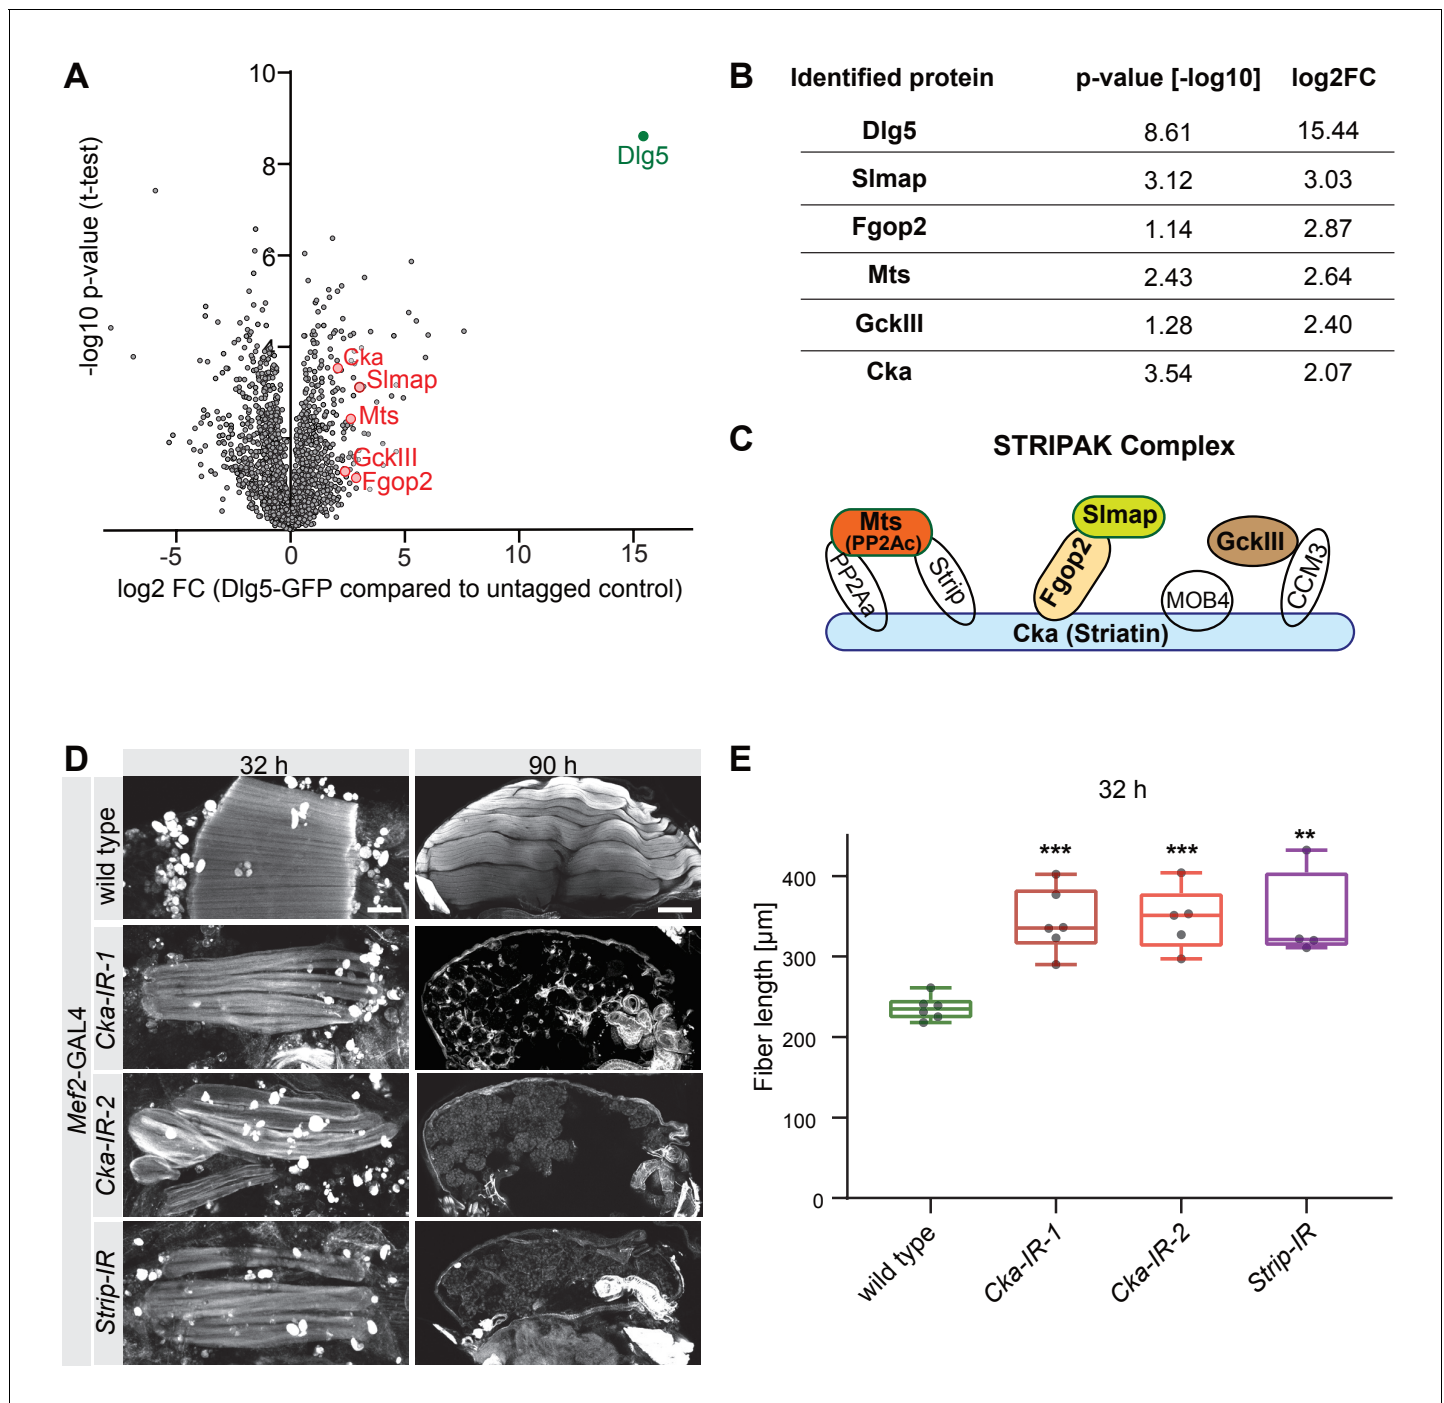 A
10
8
6
4
-log10 p-value (t-test)
Dlg5
Cka
Slmap
Mts
GckIII
Fgop2
-5
0
5
10
15
log2 FC (Dlg5-GFP compared to untagged control)
B
Identified protein p-value [-log10] log2FC
Dlg5 8.61 15.44
Slmap 3.12 3.03
Fgop2 1.14 2.87
Mts 2.43 2.64
GckIII 1.28 2.40
Cka 3.54 2.07
C
STRIPAK Complex
Mts
(PP2Ac)
PP2Aa
Strip
Slmap
Fgop2
MOB4
GckIII
CCM3
Cka (Striatin)
D
32 h
90 h
Mef2-GAL4
wild type
Cka-IR-1
Cka-IR-2
Strip-IR
E
32 h
***
***
**
Fiber length [µm]
400
300
200
100
0
wild type
Cka-IR-1
Cka-IR-2
Strip-IR